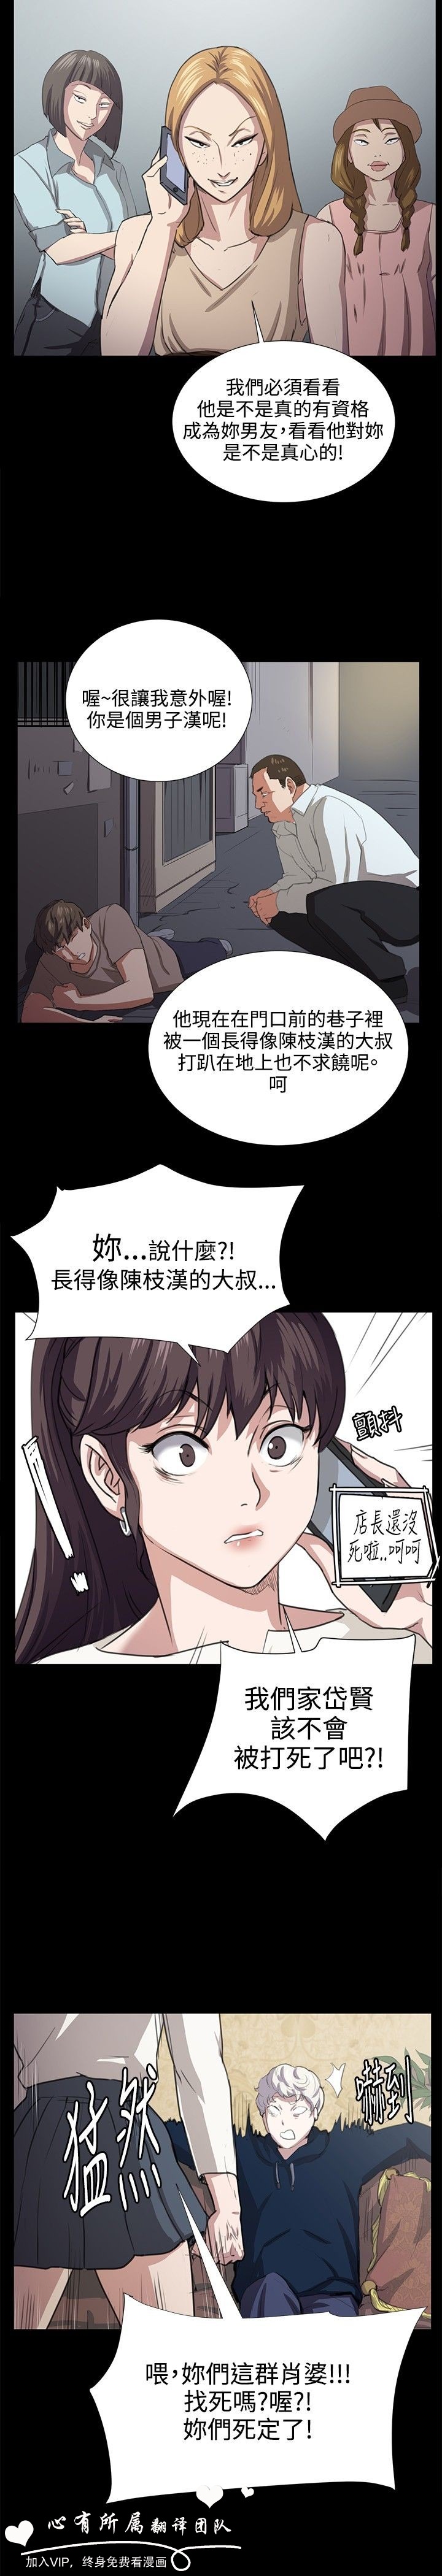 我們必須看看
他是不是真的有資格
成為妳男友，看看他對妳
是不是真心的!
喔~很讓我意外喔!
你是個男子漢呢!
他現在在門口前的巷子裡
被一個長得像陳枝漢的大叔
打趴在地上也不求饒呢。
呵
妳...說什麼?!
長得像陳枝漢的大叔...
顫抖
店長還沒
死啦..呵呵
我們家岱賢
該不會
被打死了吧?!
猛然
嚇到
喂，妳們這群肖婆!!!
找死嗎?喔?!
妳們死定了!
心有所属翻译团队
加入VIP，终身免费看漫画